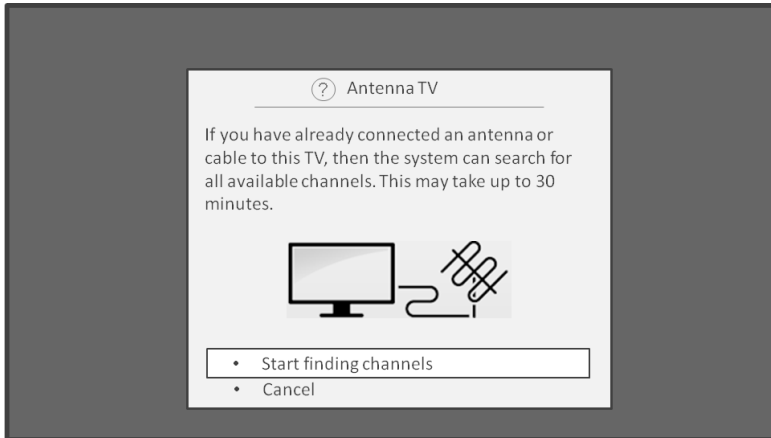 ? Antenna TV
If you have already connected an antenna or
cable to this TV, then the system can search for
all available channels. This may take up to 30
minutes.
• Start finding channels
• Cancel